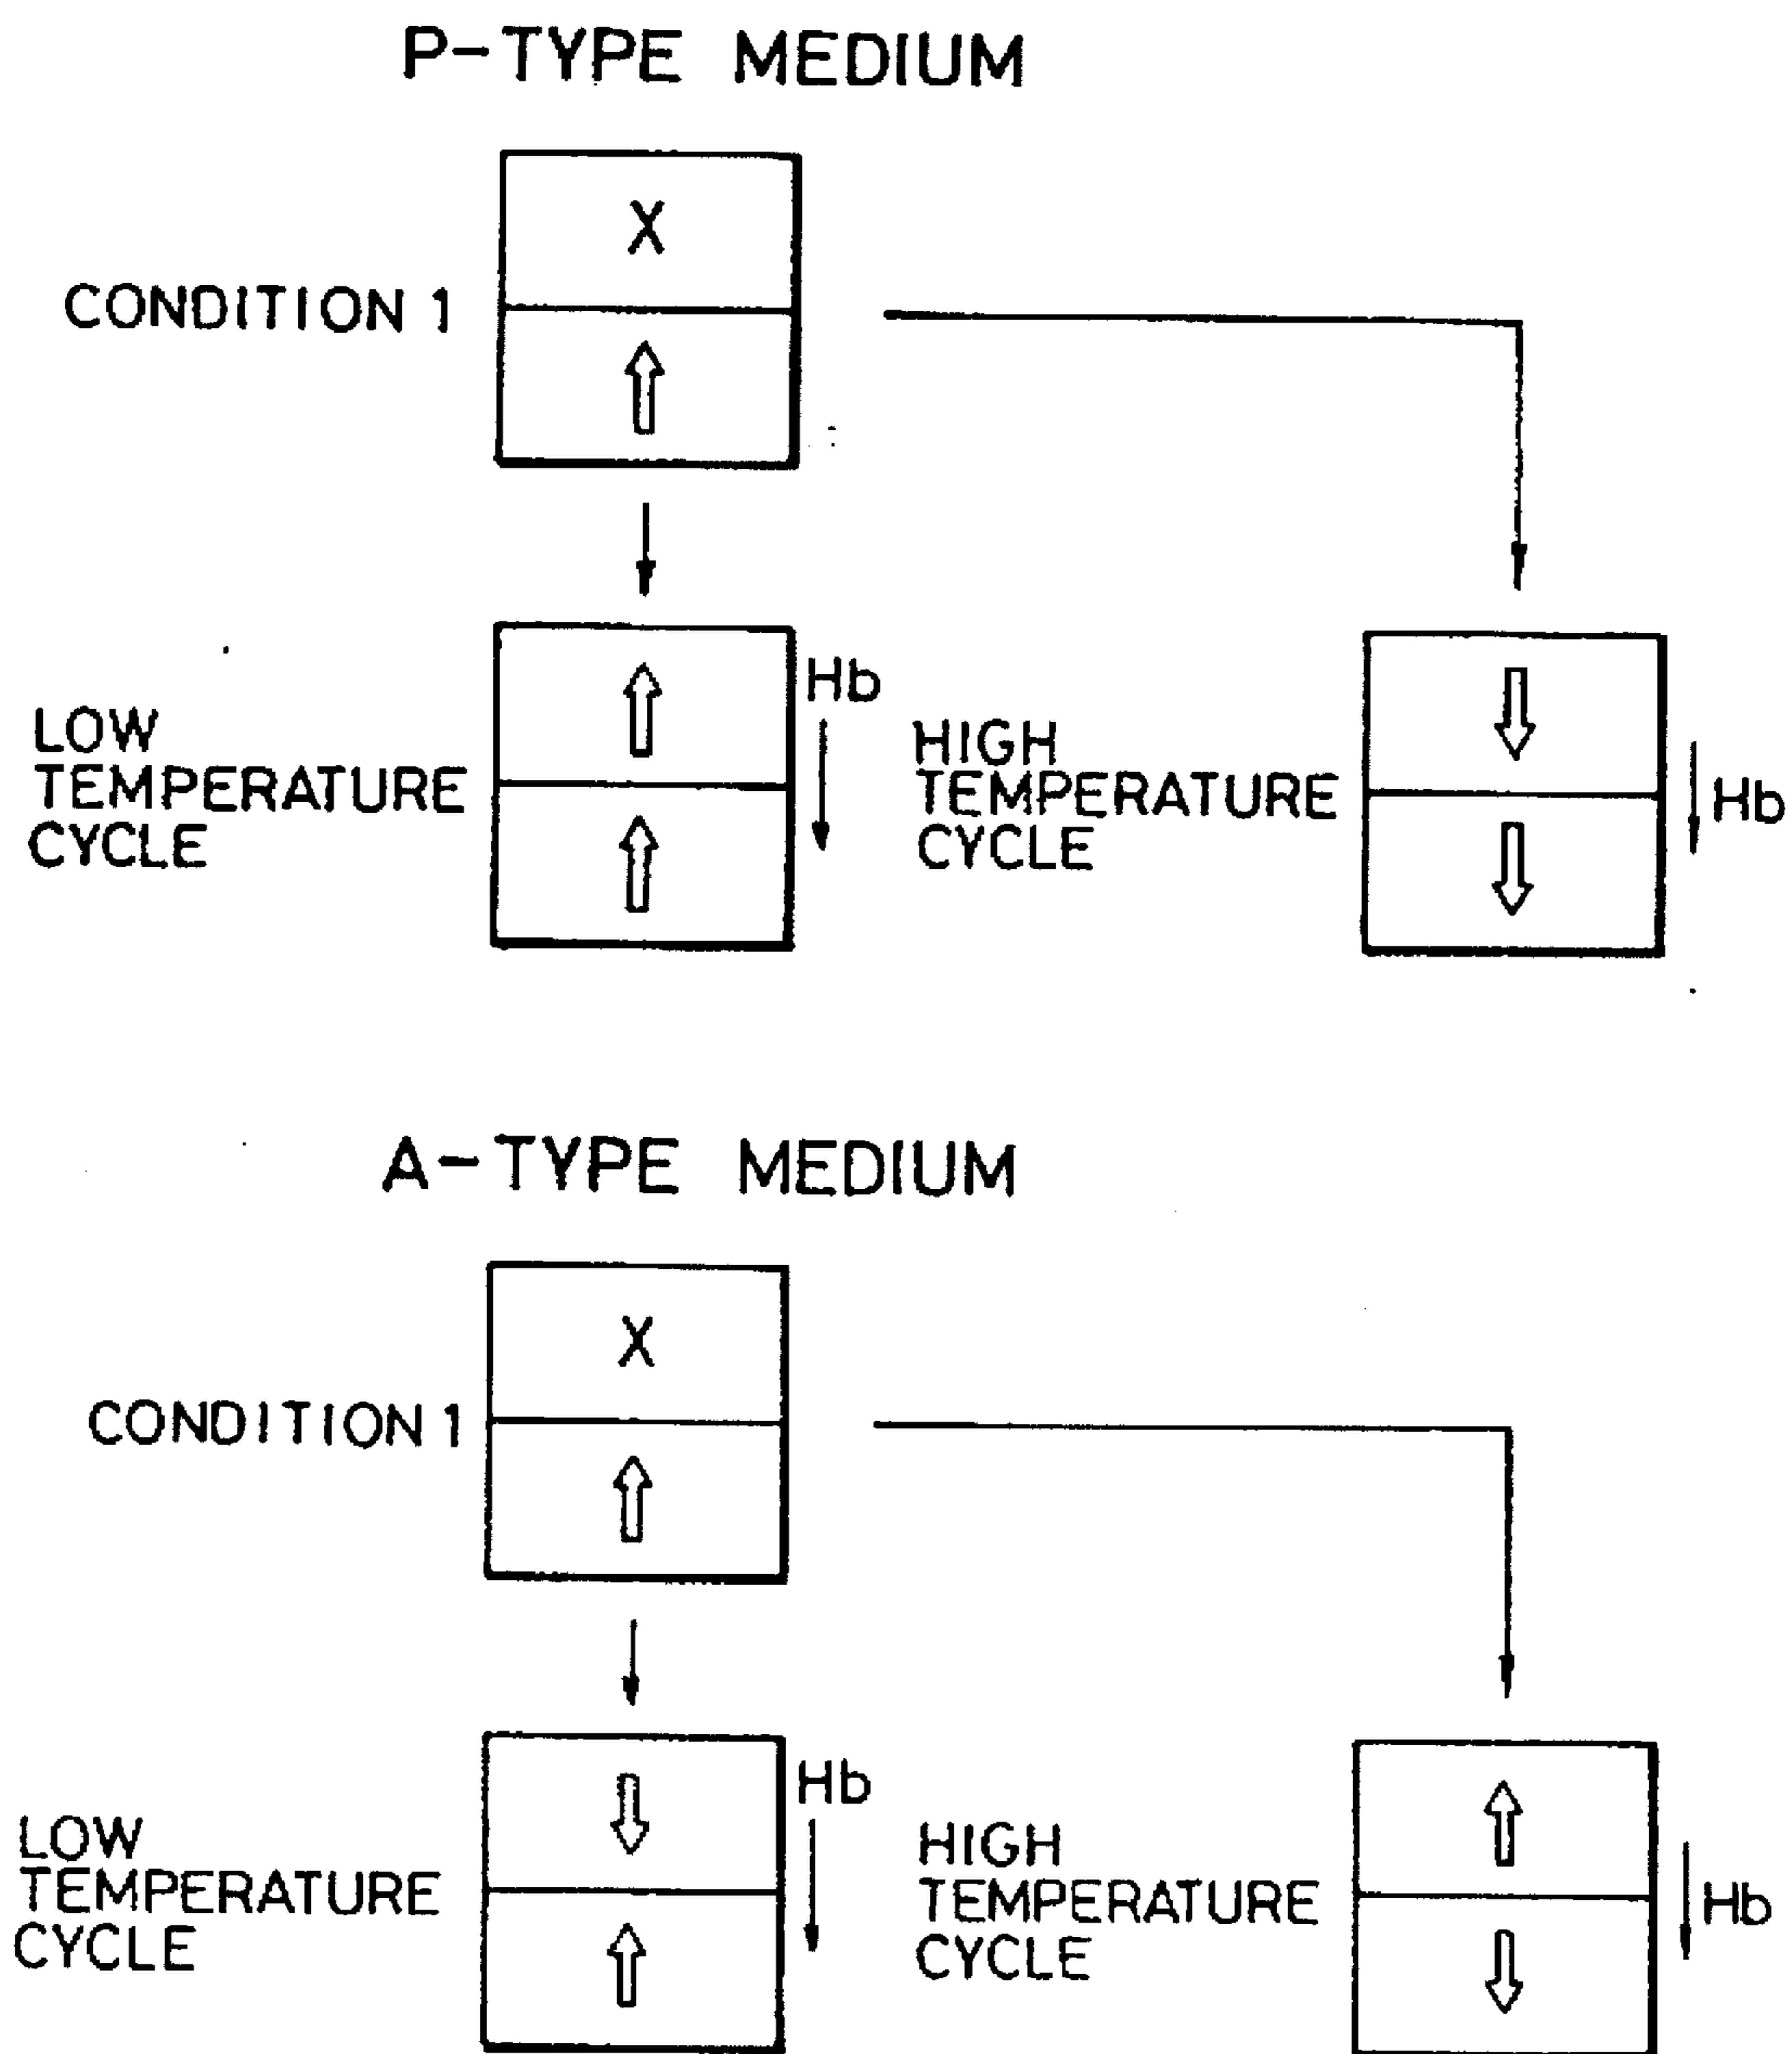 P-TYPE MEDIUM
X
CONDITION 1
Hb
LOW
TEMPERATURE
CYCLE
HIGH
TEMPERATURE
CYCLE
Hb
A-TYPE MEDIUM
X
CONDITION 1
Hb
LOW
TEMPERATURE
CYCLE
HIGH
TEMPERATURE
CYCLE
Hb